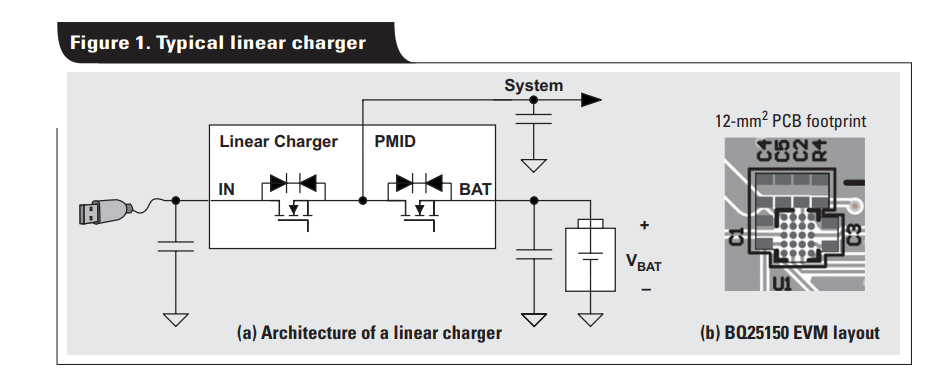 Figure 1. Typical linear charger
System
12-mm² PCB footprint
Linear Charger
PMID
C4
C5
C2
R4
IN
BAT
+
V_BAT
–
C1
C3
U1
(a) Architecture of a linear charger
(b) BQ25150 EVM layout